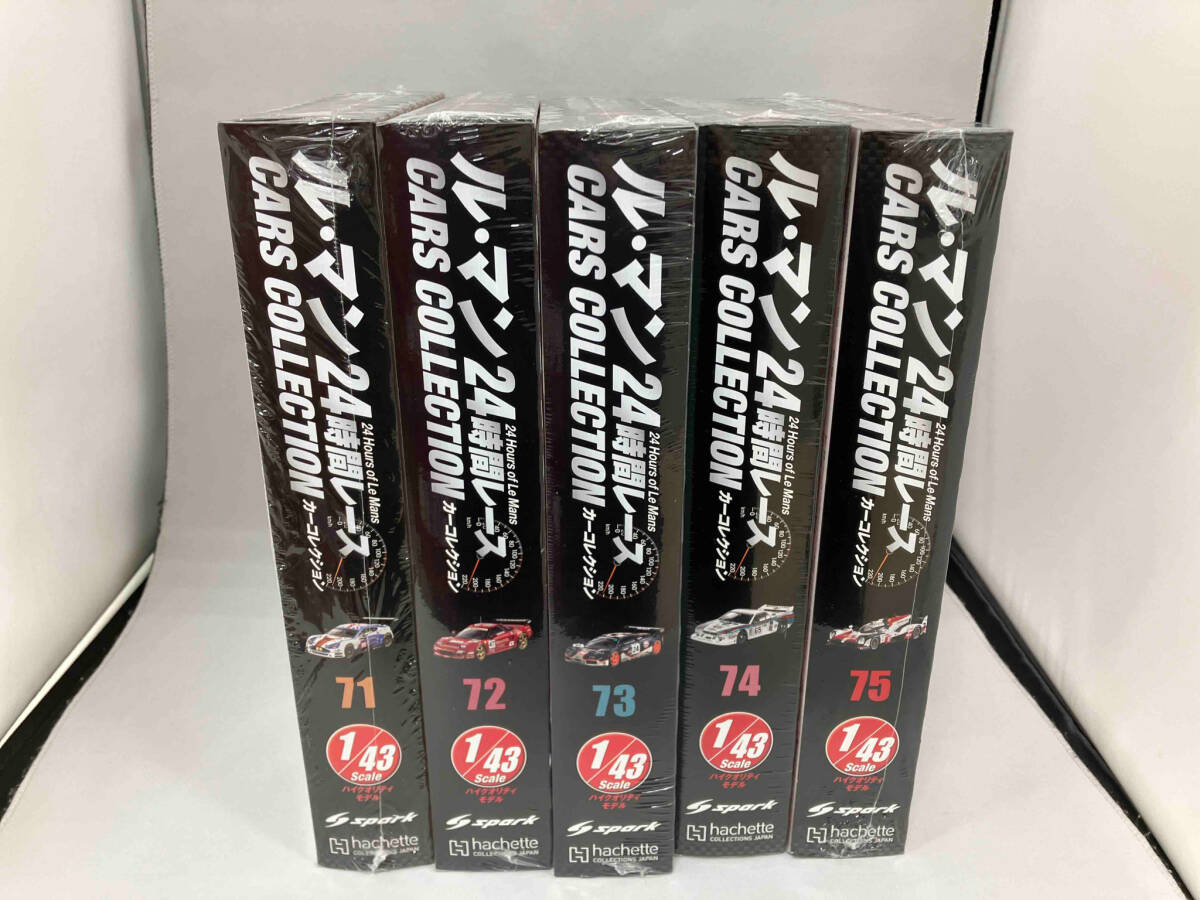 ル・マン24時間レース
24 Hours of Le Mans
CARS COLLECTION
カーコレクション
71
1/43
Scale
ハイクオリティ
モデル
spark
hachette
COLLECTIONS JAPAN
ル・マン24時間レース
24 Hours of Le Mans
CARS COLLECTION
カーコレクション
72
1/43
Scale
ハイクオリティ
モデル
spark
hachette
COLLECTIONS JAPAN
ル・マン24時間レース
24 Hours of Le Mans
CARS COLLECTION
カーコレクション
73
1/43
Scale
ハイクオリティ
モデル
spark
hachette
COLLECTIONS JAPAN
ル・マン24時間レース
24 Hours of Le Mans
CARS COLLECTION
カーコレクション
74
1/43
Scale
ハイクオリティ
モデル
spark
hachette
COLLECTIONS JAPAN
ル・マン24時間レース
24 Hours of Le Mans
CARS COLLECTION
カーコレクション
75
1/43
Scale
ハイクオリティ
モデル
spark
hachette
COLLECTIONS JAPAN